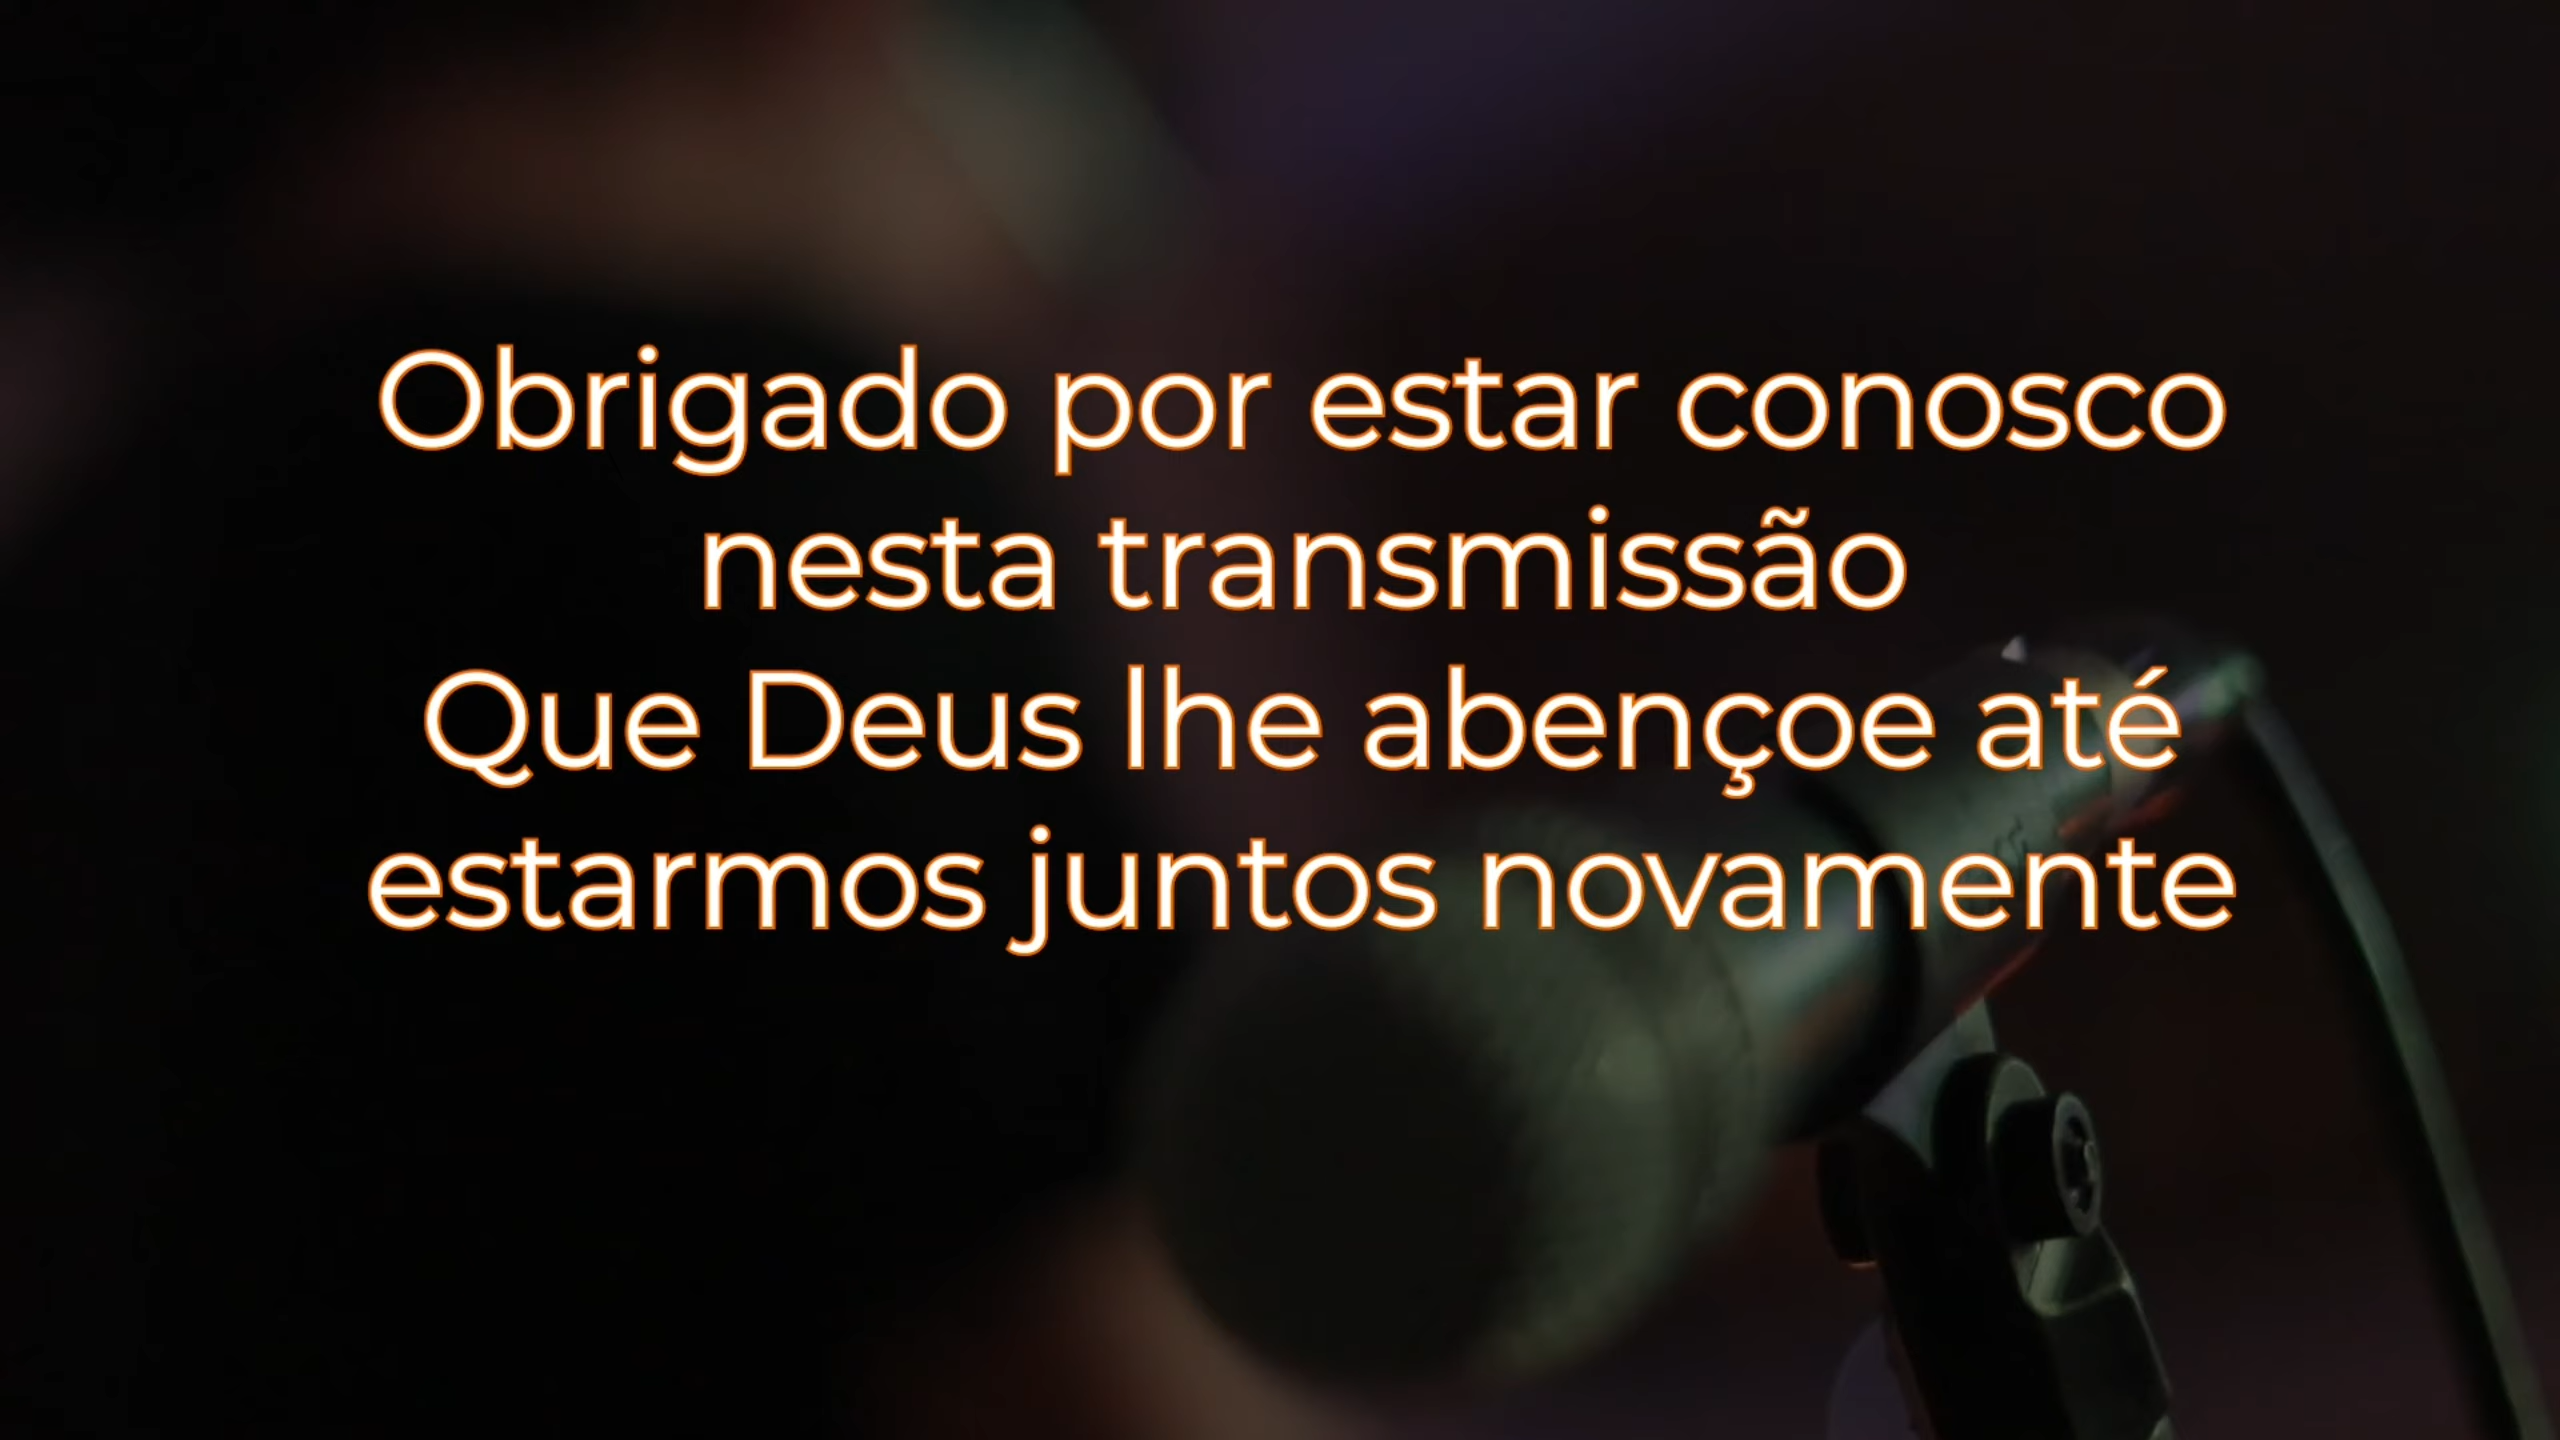 Obrigado por estar conosco
nesta transmissão
Que Deus lhe abençoe até
estarmos juntos novamente